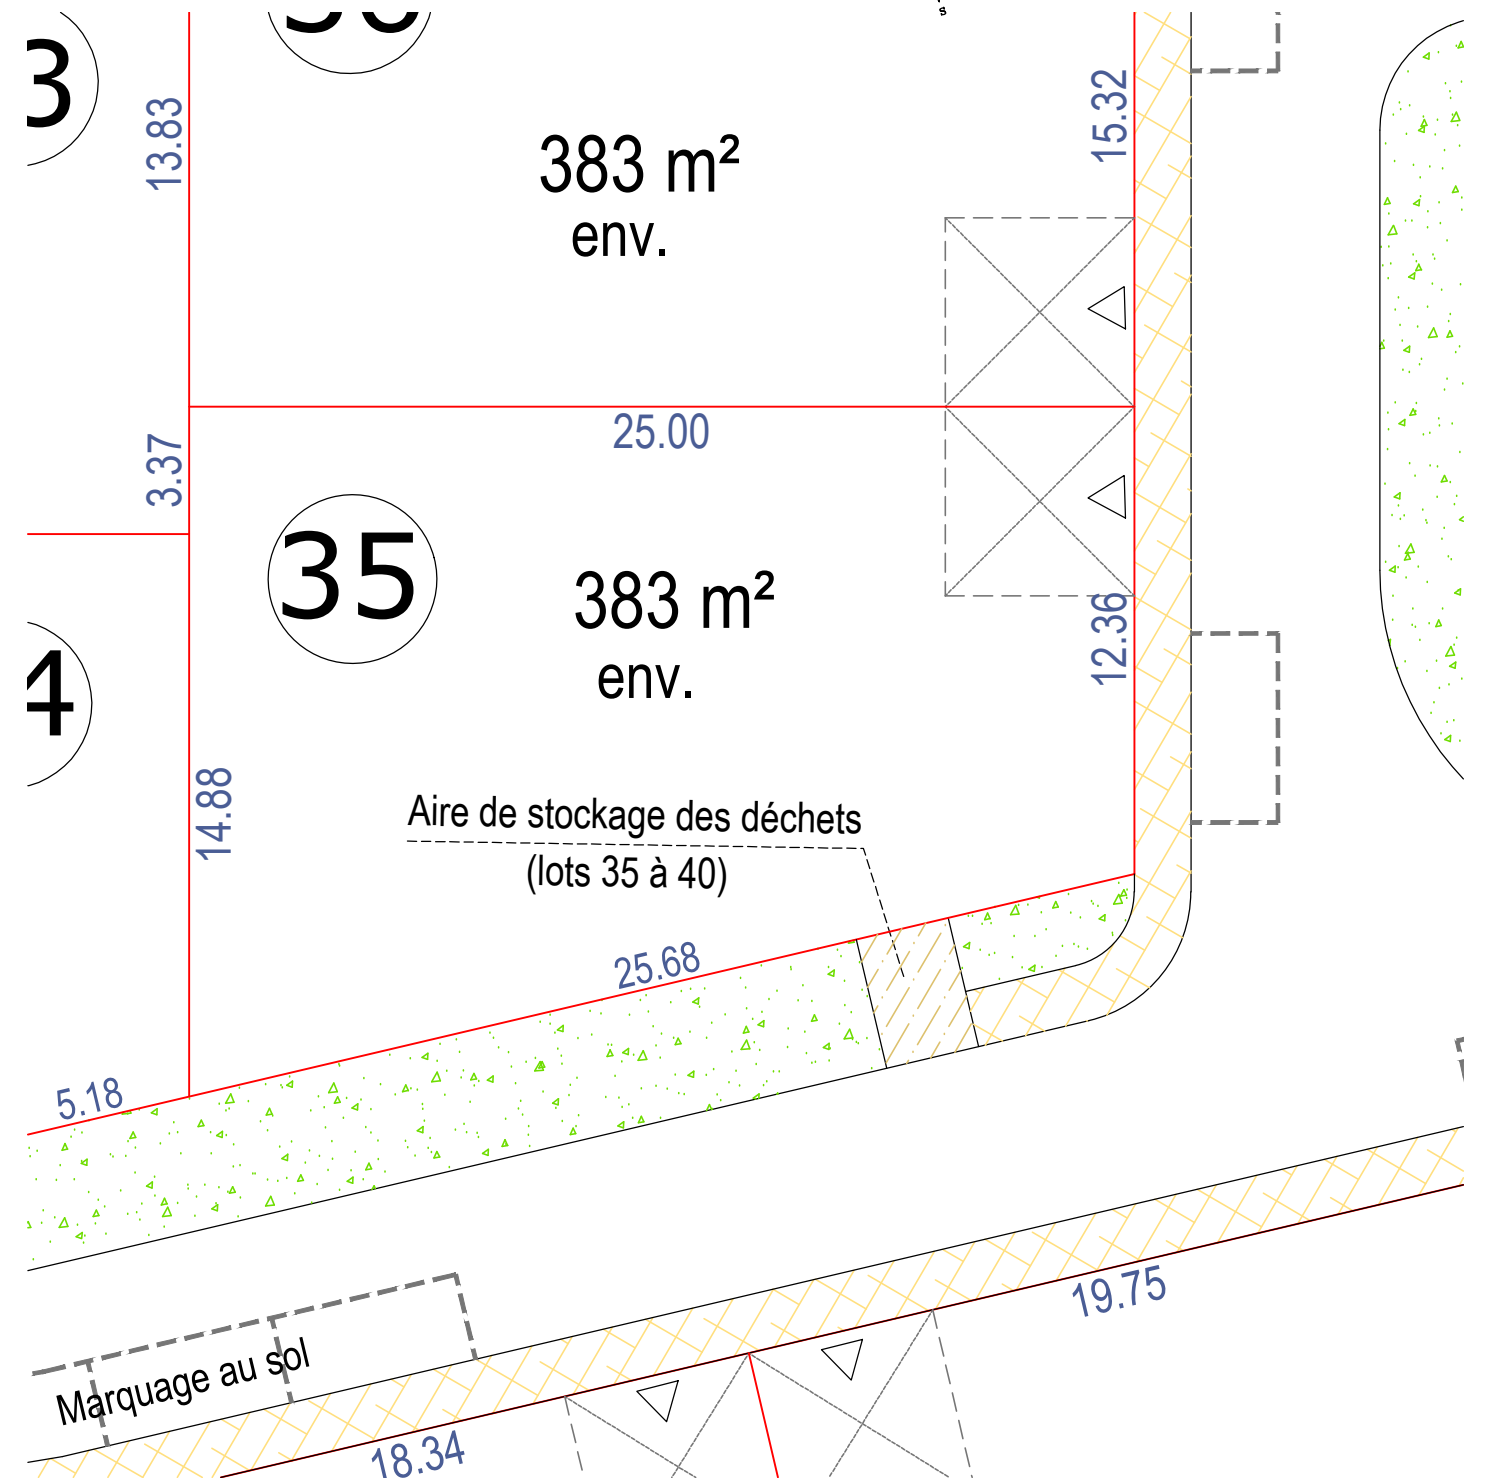 13.83
15.32
383 m²
env.
25.00
3.37
35
383 m²
env.
12.36
14.88
Aire de stockage des déchets
(lots 35 à 40)
25.68
5.18
19.75
Marquage au sol
18.34